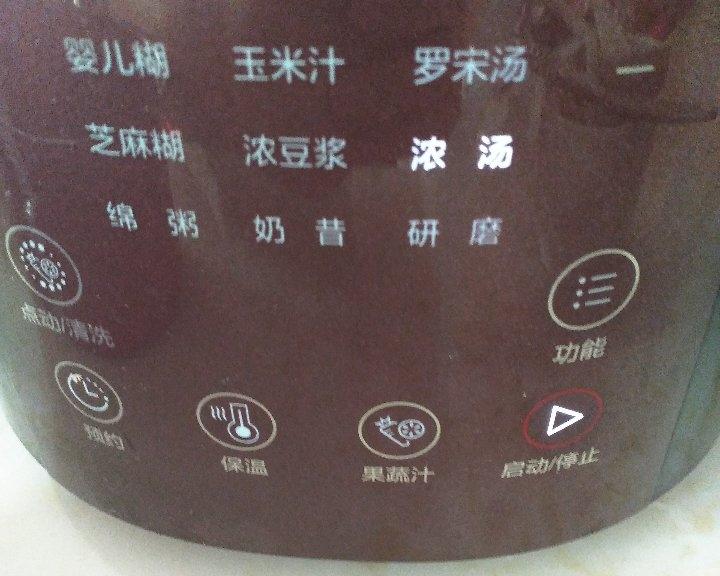 婴儿糊 玉米汁 罗宋汤
芝麻糊 浓豆浆 浓 汤
绵 粥 奶 昔 研 磨
点动/清洗
功能
预约
保温
果蔬汁
启动/停止